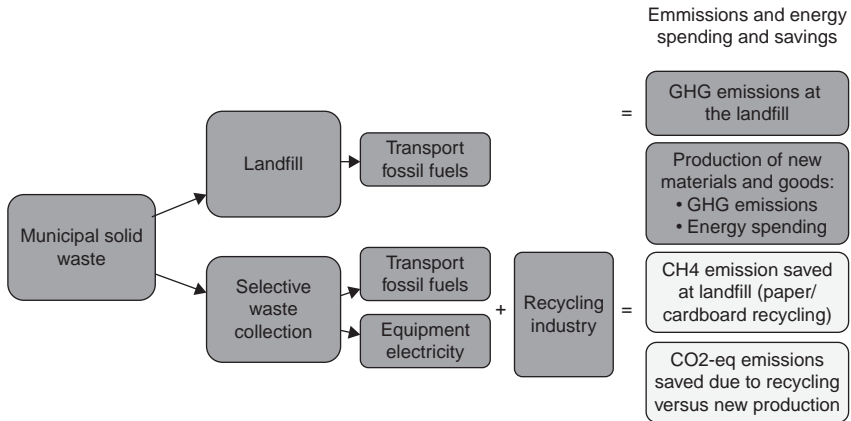 Emmissions and energy
spending and savings
GHG emissions at
the landfill
=
Landfill
Transport
fossil fuels
Production of new
materials and goods:
• GHG emissions
• Energy spending
Municipal solid
waste
Selective
waste
collection
Transport
fossil fuels
Equipment
electricity
+
Recycling
industry
=
CH4 emission saved
at landfill (paper/
cardboard recycling)
CO2-eq emissions
saved due to recycling
versus new production